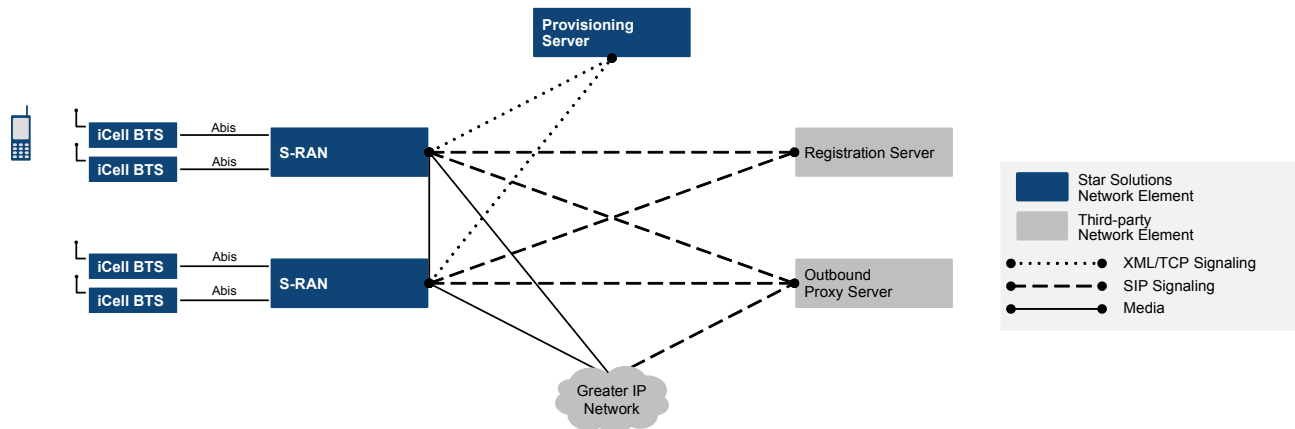 Provisioning
Server
iCell BTS
Abis
iCell BTS
Abis
S-RAN
Registration Server
iCell BTS
Abis
iCell BTS
Abis
S-RAN
Outbound
Proxy Server
Greater IP
Network
Star Solutions
Network Element
Third-party
Network Element
XML/TCP Signaling
SIP Signaling
Media